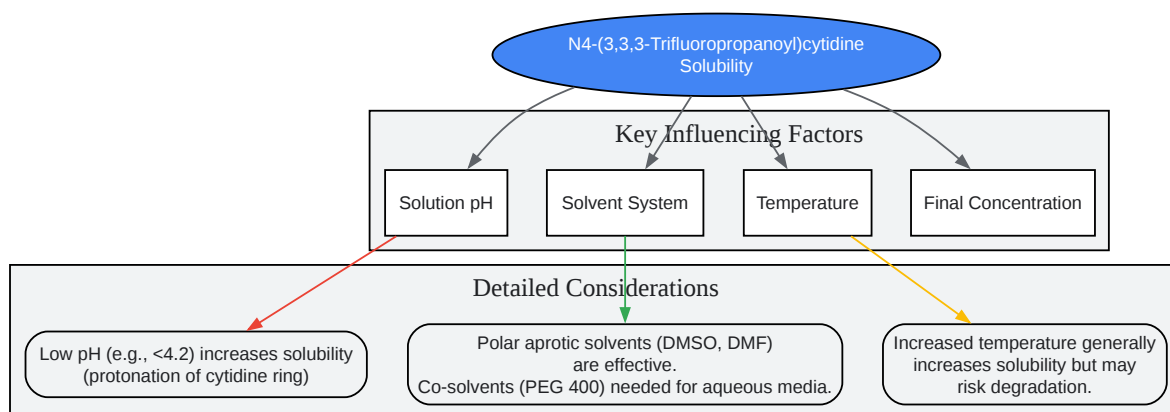 N4-(3,3,3-Trifluoropropanoyl)cytidine
Solubility
Key Influencing Factors
Solution pH
Solvent System
Temperature
Final Concentration
Detailed Considerations
Low pH (e.g., <4.2) increases solubility
(protonation of cytidine ring)
Polar aprotic solvents (DMSO, DMF)
are effective.
Co-solvents (PEG 400) needed for aqueous media.
Increased temperature generally
increases solubility but may
risk degradation.